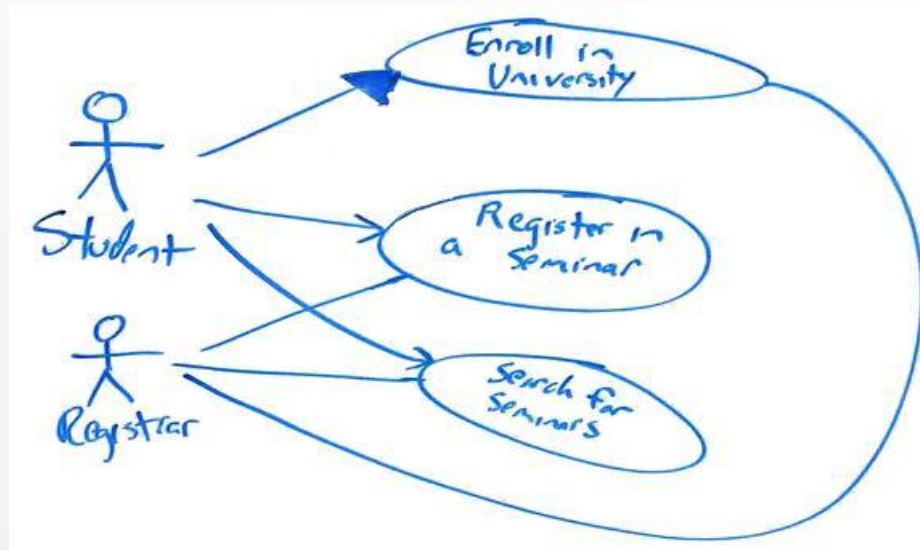 Enroll in
University
Student
Register in
a Seminar
Registrar
Search for
Seminars